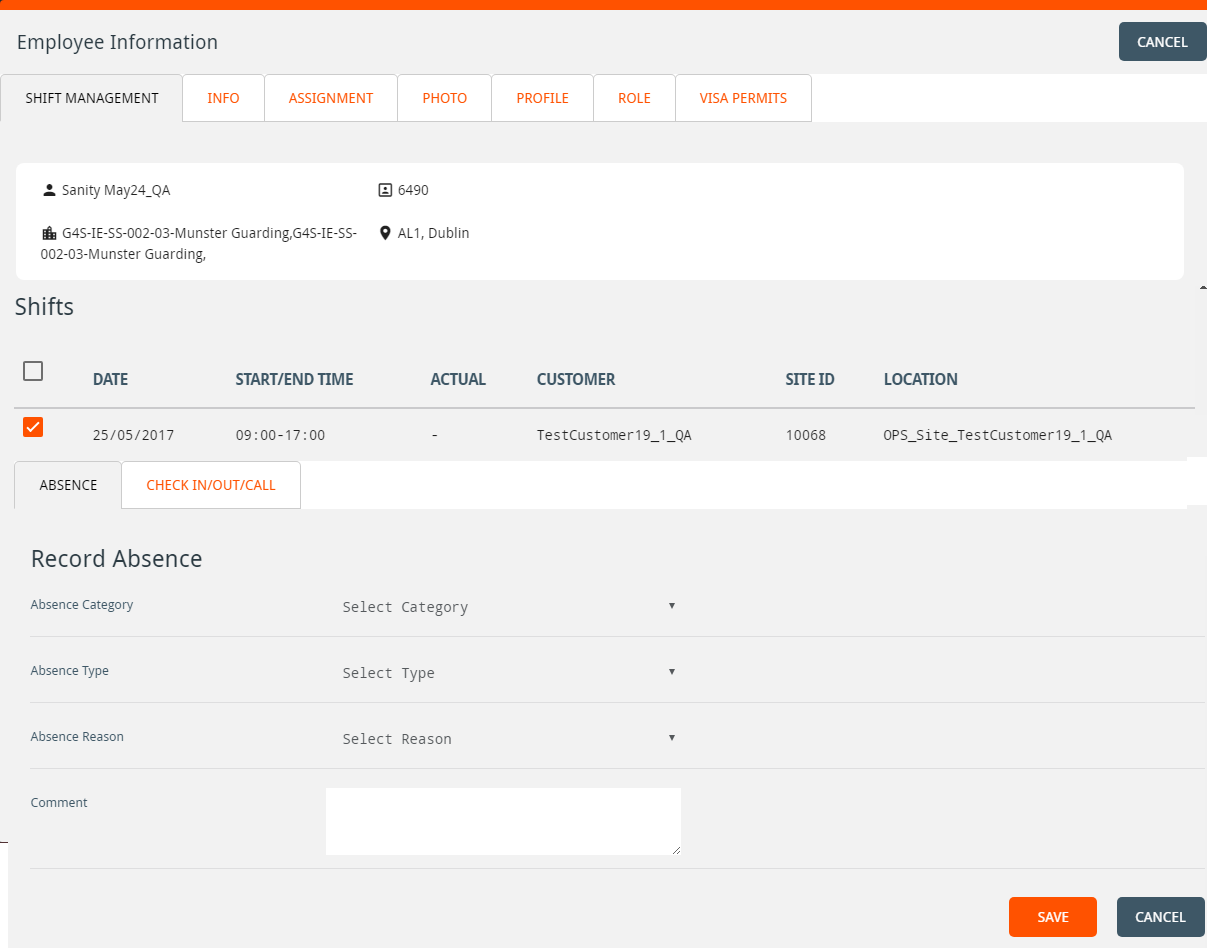 Employee Information
CANCEL
SHIFT MANAGEMENT INFO ASSIGNMENT PHOTO PROFILE ROLE VISA PERMITS
Sanity May24_QA 6490
G4S-IE-SS-002-03-Munster Guarding,G4S-IE-SS- AL1, Dublin
002-03-Munster Guarding,
Shifts
DATE START/END TIME ACTUAL CUSTOMER SITE ID LOCATION
25/05/2017 09:00-17:00 - TestCustomer19_1_QA 10068 OPS_Site_TestCustomer19_1_QA
ABSENCE CHECK IN/OUT/CALL
Record Absence
Absence Category Select Category
Absence Type Select Type
Absence Reason Select Reason
Comment
SAVE CANCEL